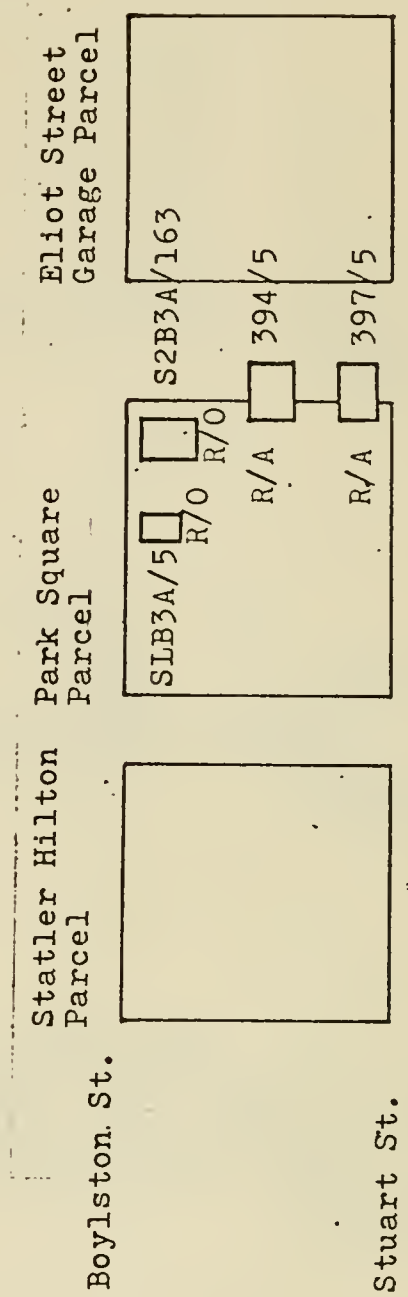 Eliot Street
Garage Parcel
Park Square
Parcel
Statler Hilton
Parcel
Boylston St.
Stuart St.
S2B3A/163
394/5
397/5
R/O
SLB3A/5
R/O
R/A
R/A